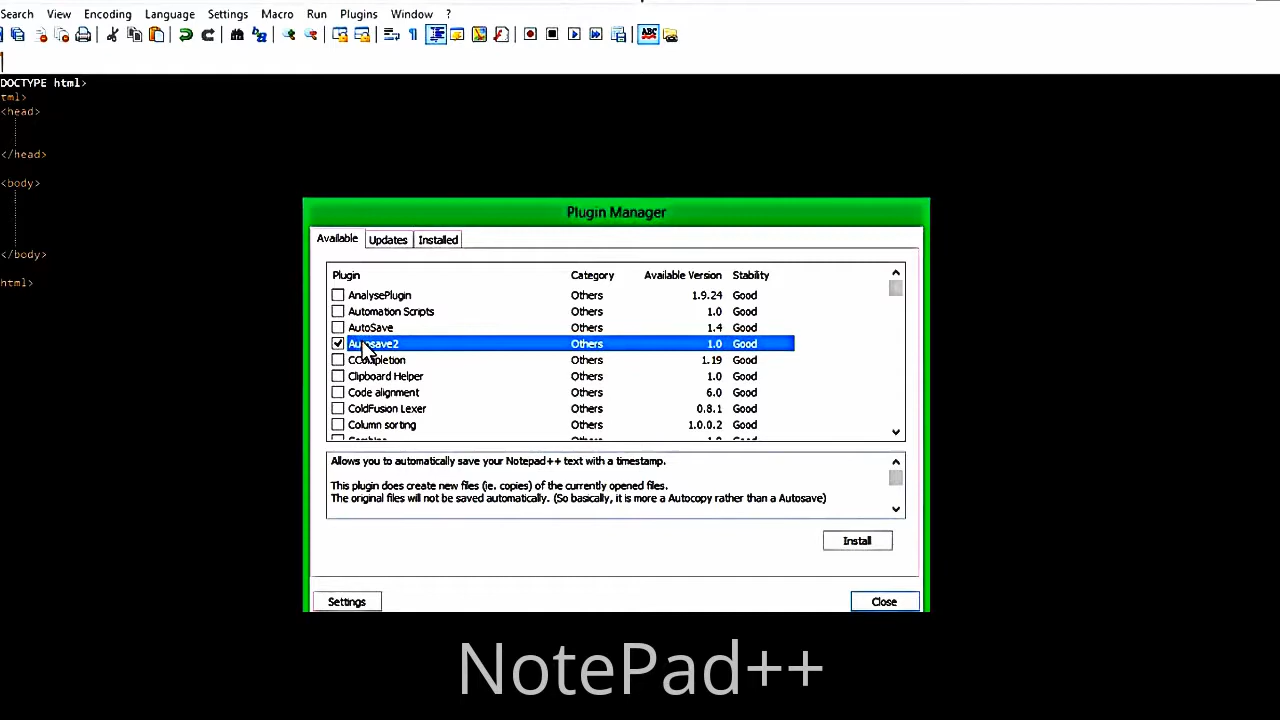 Search View Encoding Language Settings Macro Run Plugins Window ?
ABC
DOCTYPE html>
tml>
<head>
</head>
<body>
</body>
html>
Plugin Manager
Available Updates Installed
Plugin Category Available Version Stability
AnalysePlugin Others 1.9.24 Good
Automation Scripts Others 1.0 Good
AutoSave Others 1.4 Good
Autosave2 Others 1.0 Good
CCompletion Others 1.19 Good
Clipboard Helper Others 1.0 Good
Code alignment Others 6.0 Good
ColdFusion Lexer Others 0.8.1 Good
Column sorting Others 1.0.0.2 Good
Allows you to automatically save your Notepad++ text with a timestamp.
This plugin does create new files (ie. copies) of the currently opened files.
The original files will not be saved automatically. (So basically, it is more a Autocopy rather than a Autosave)
Install
Settings Close
NotePad++